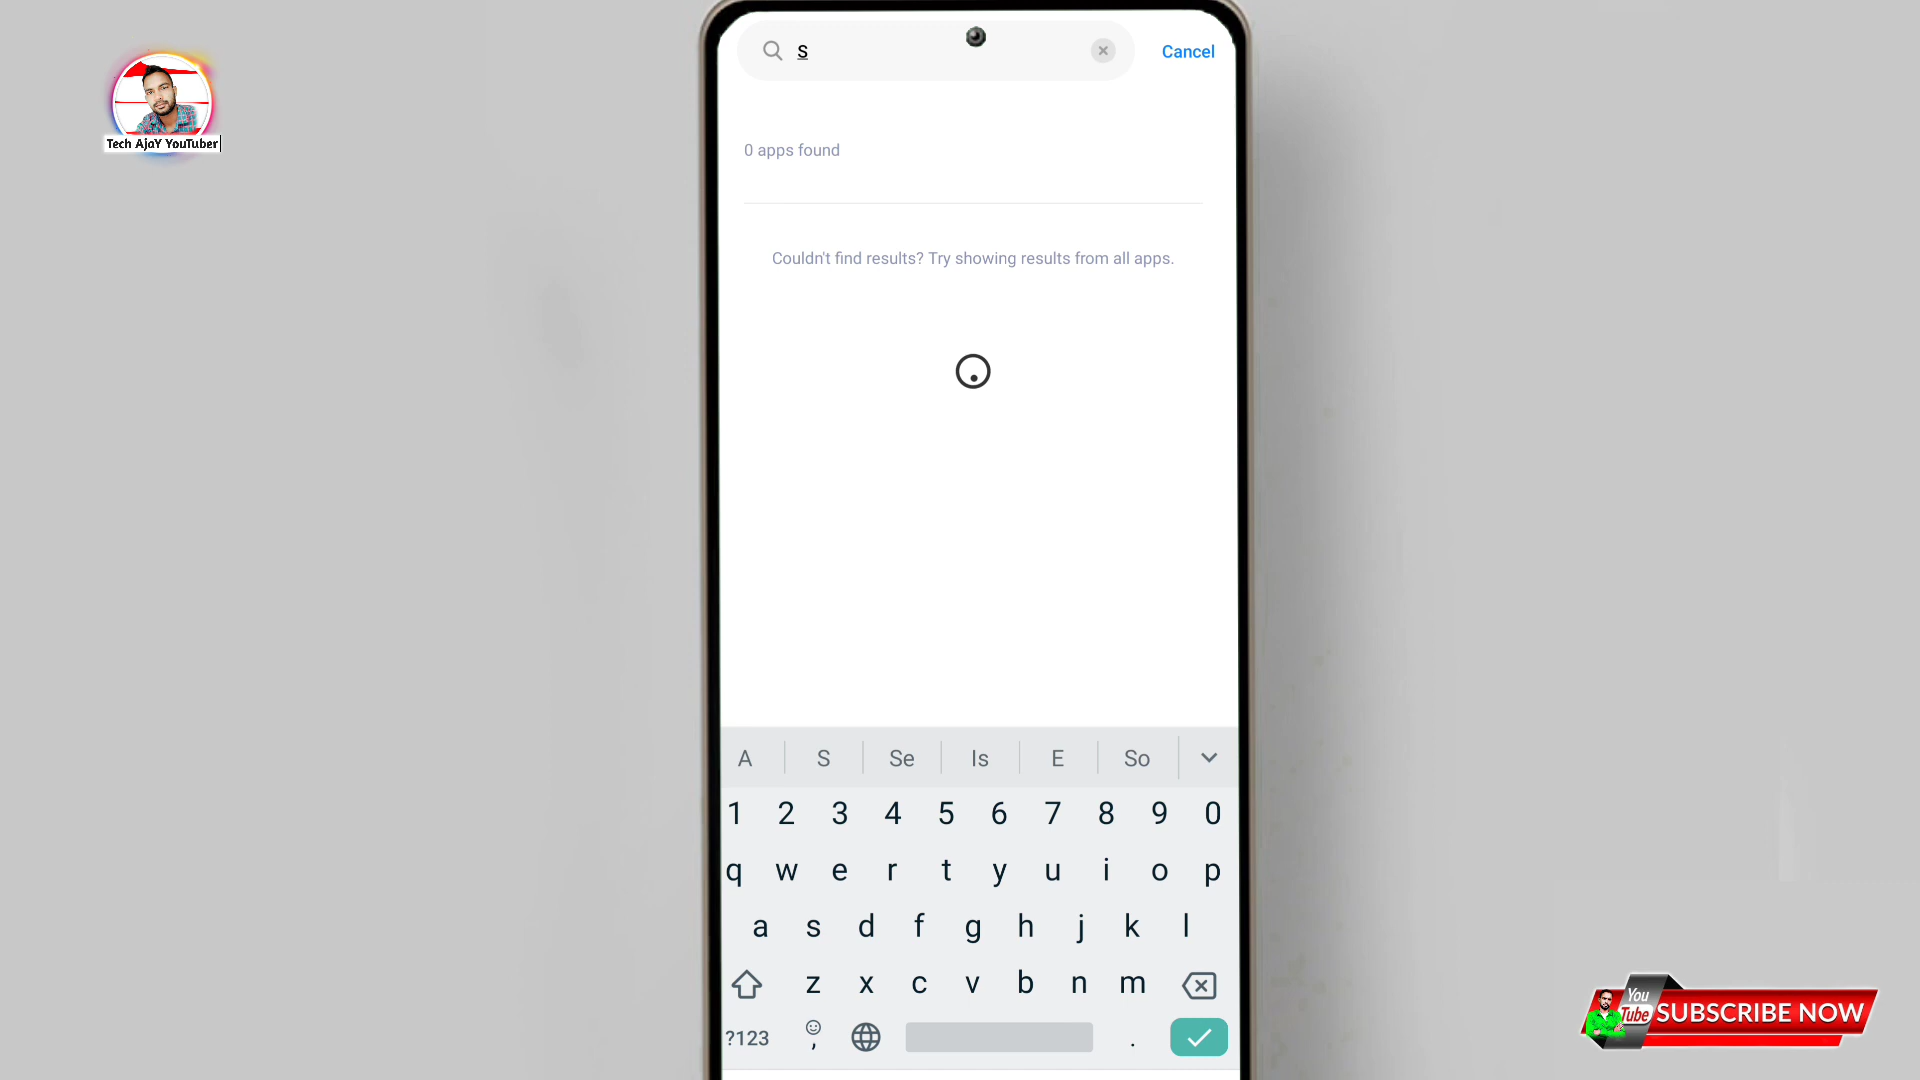 S
Cancel
Tech AjaY YouTuber
0 apps found
Couldn't find results? Try showing results from all apps.
A S Se Is E So
1 2 3 4 5 6 7 8 9 0
q w e r t y u i o p
a s d f g h j k l
z x c v b n m
?123 , .
You
Tube
SUBSCRIBE NOW